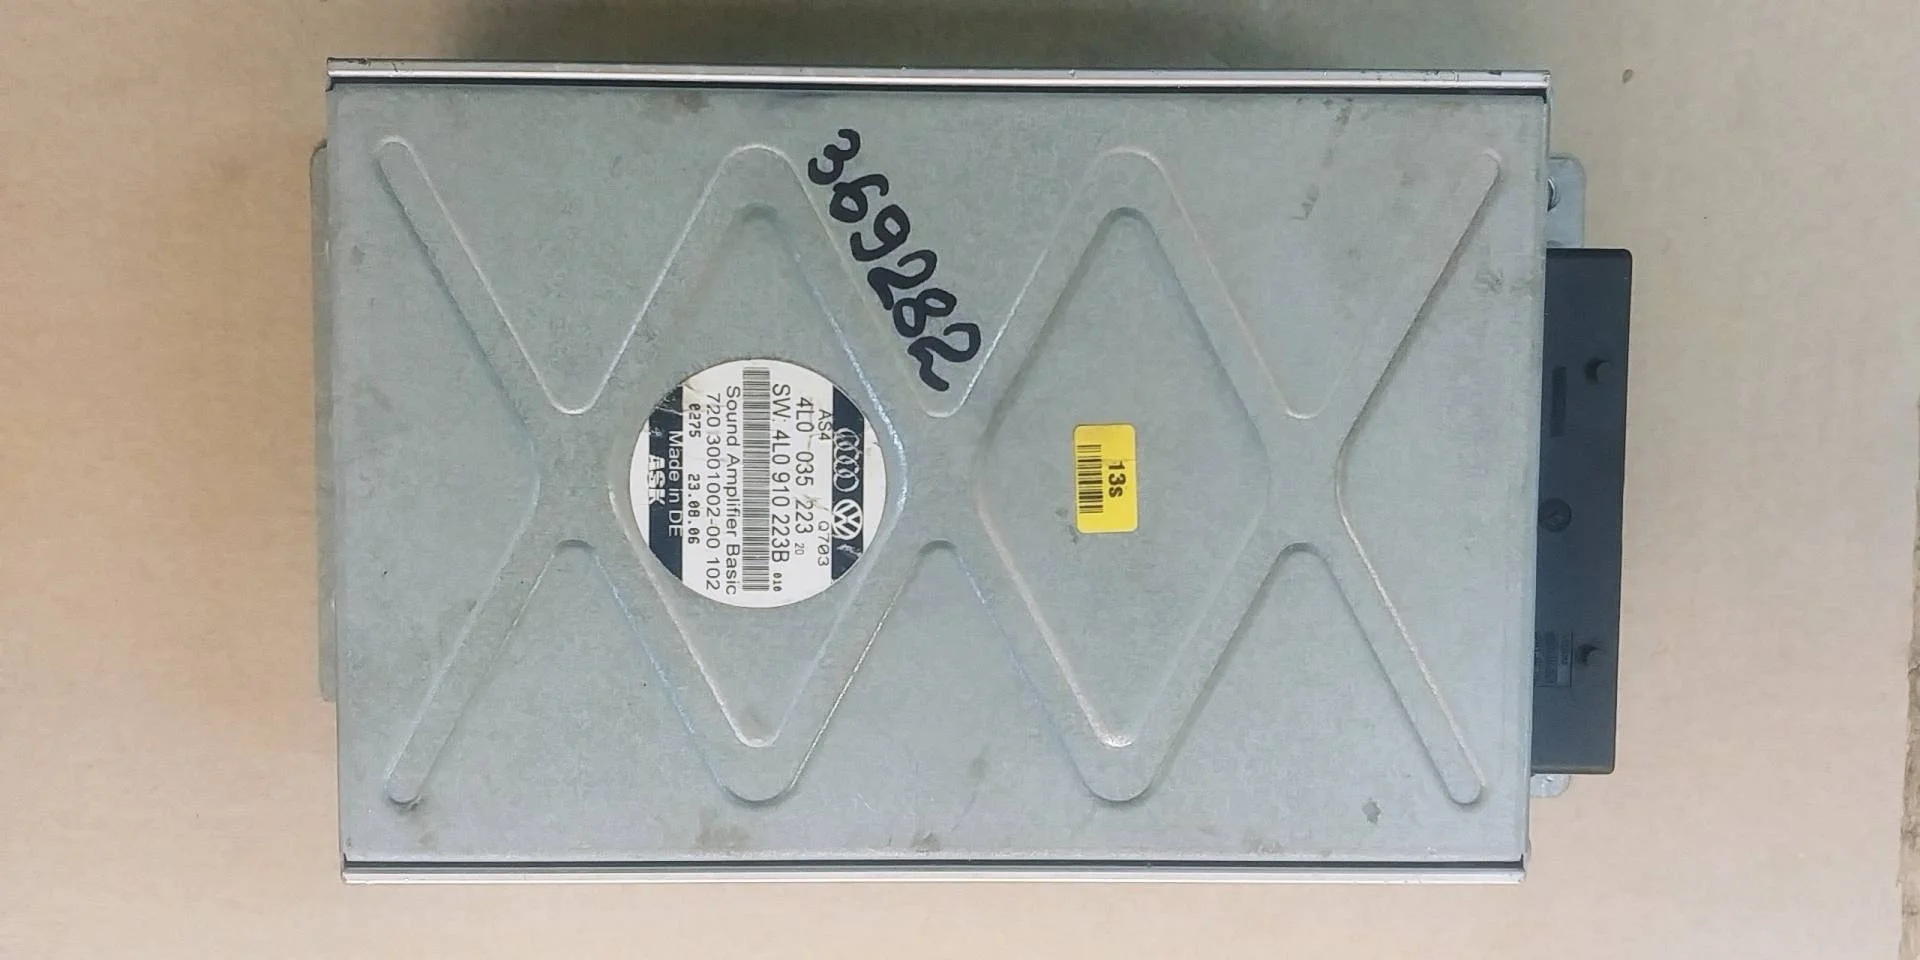 369282
AS4 Q703
4L0 035 223 20
SW: 4L0 910 223B 010
Sound Amplifier Basic
720 3001002-00 102
0275 23.08.06
Made in DE
ASK
13s